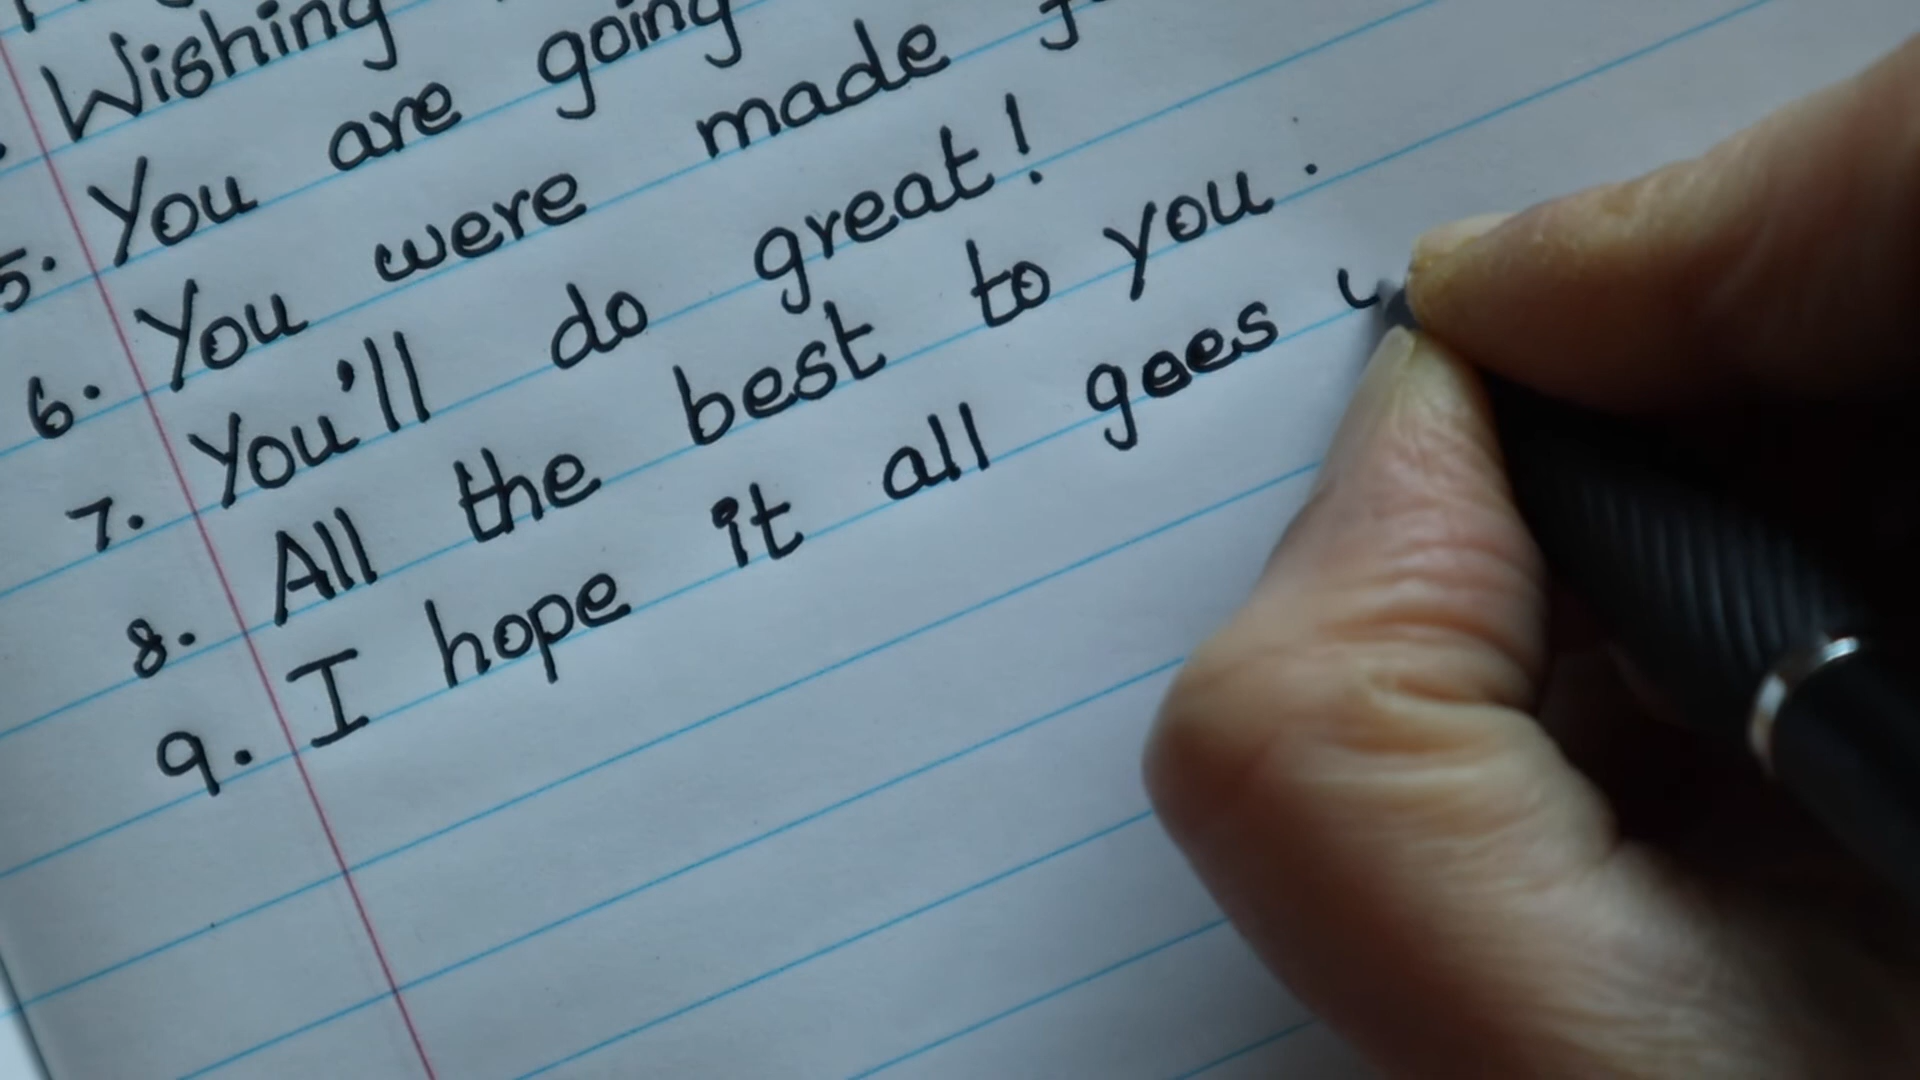 Wishing
5. You are going
6. You were made
7. You'll do great!
8. All the best to you.
9. I hope it all goes